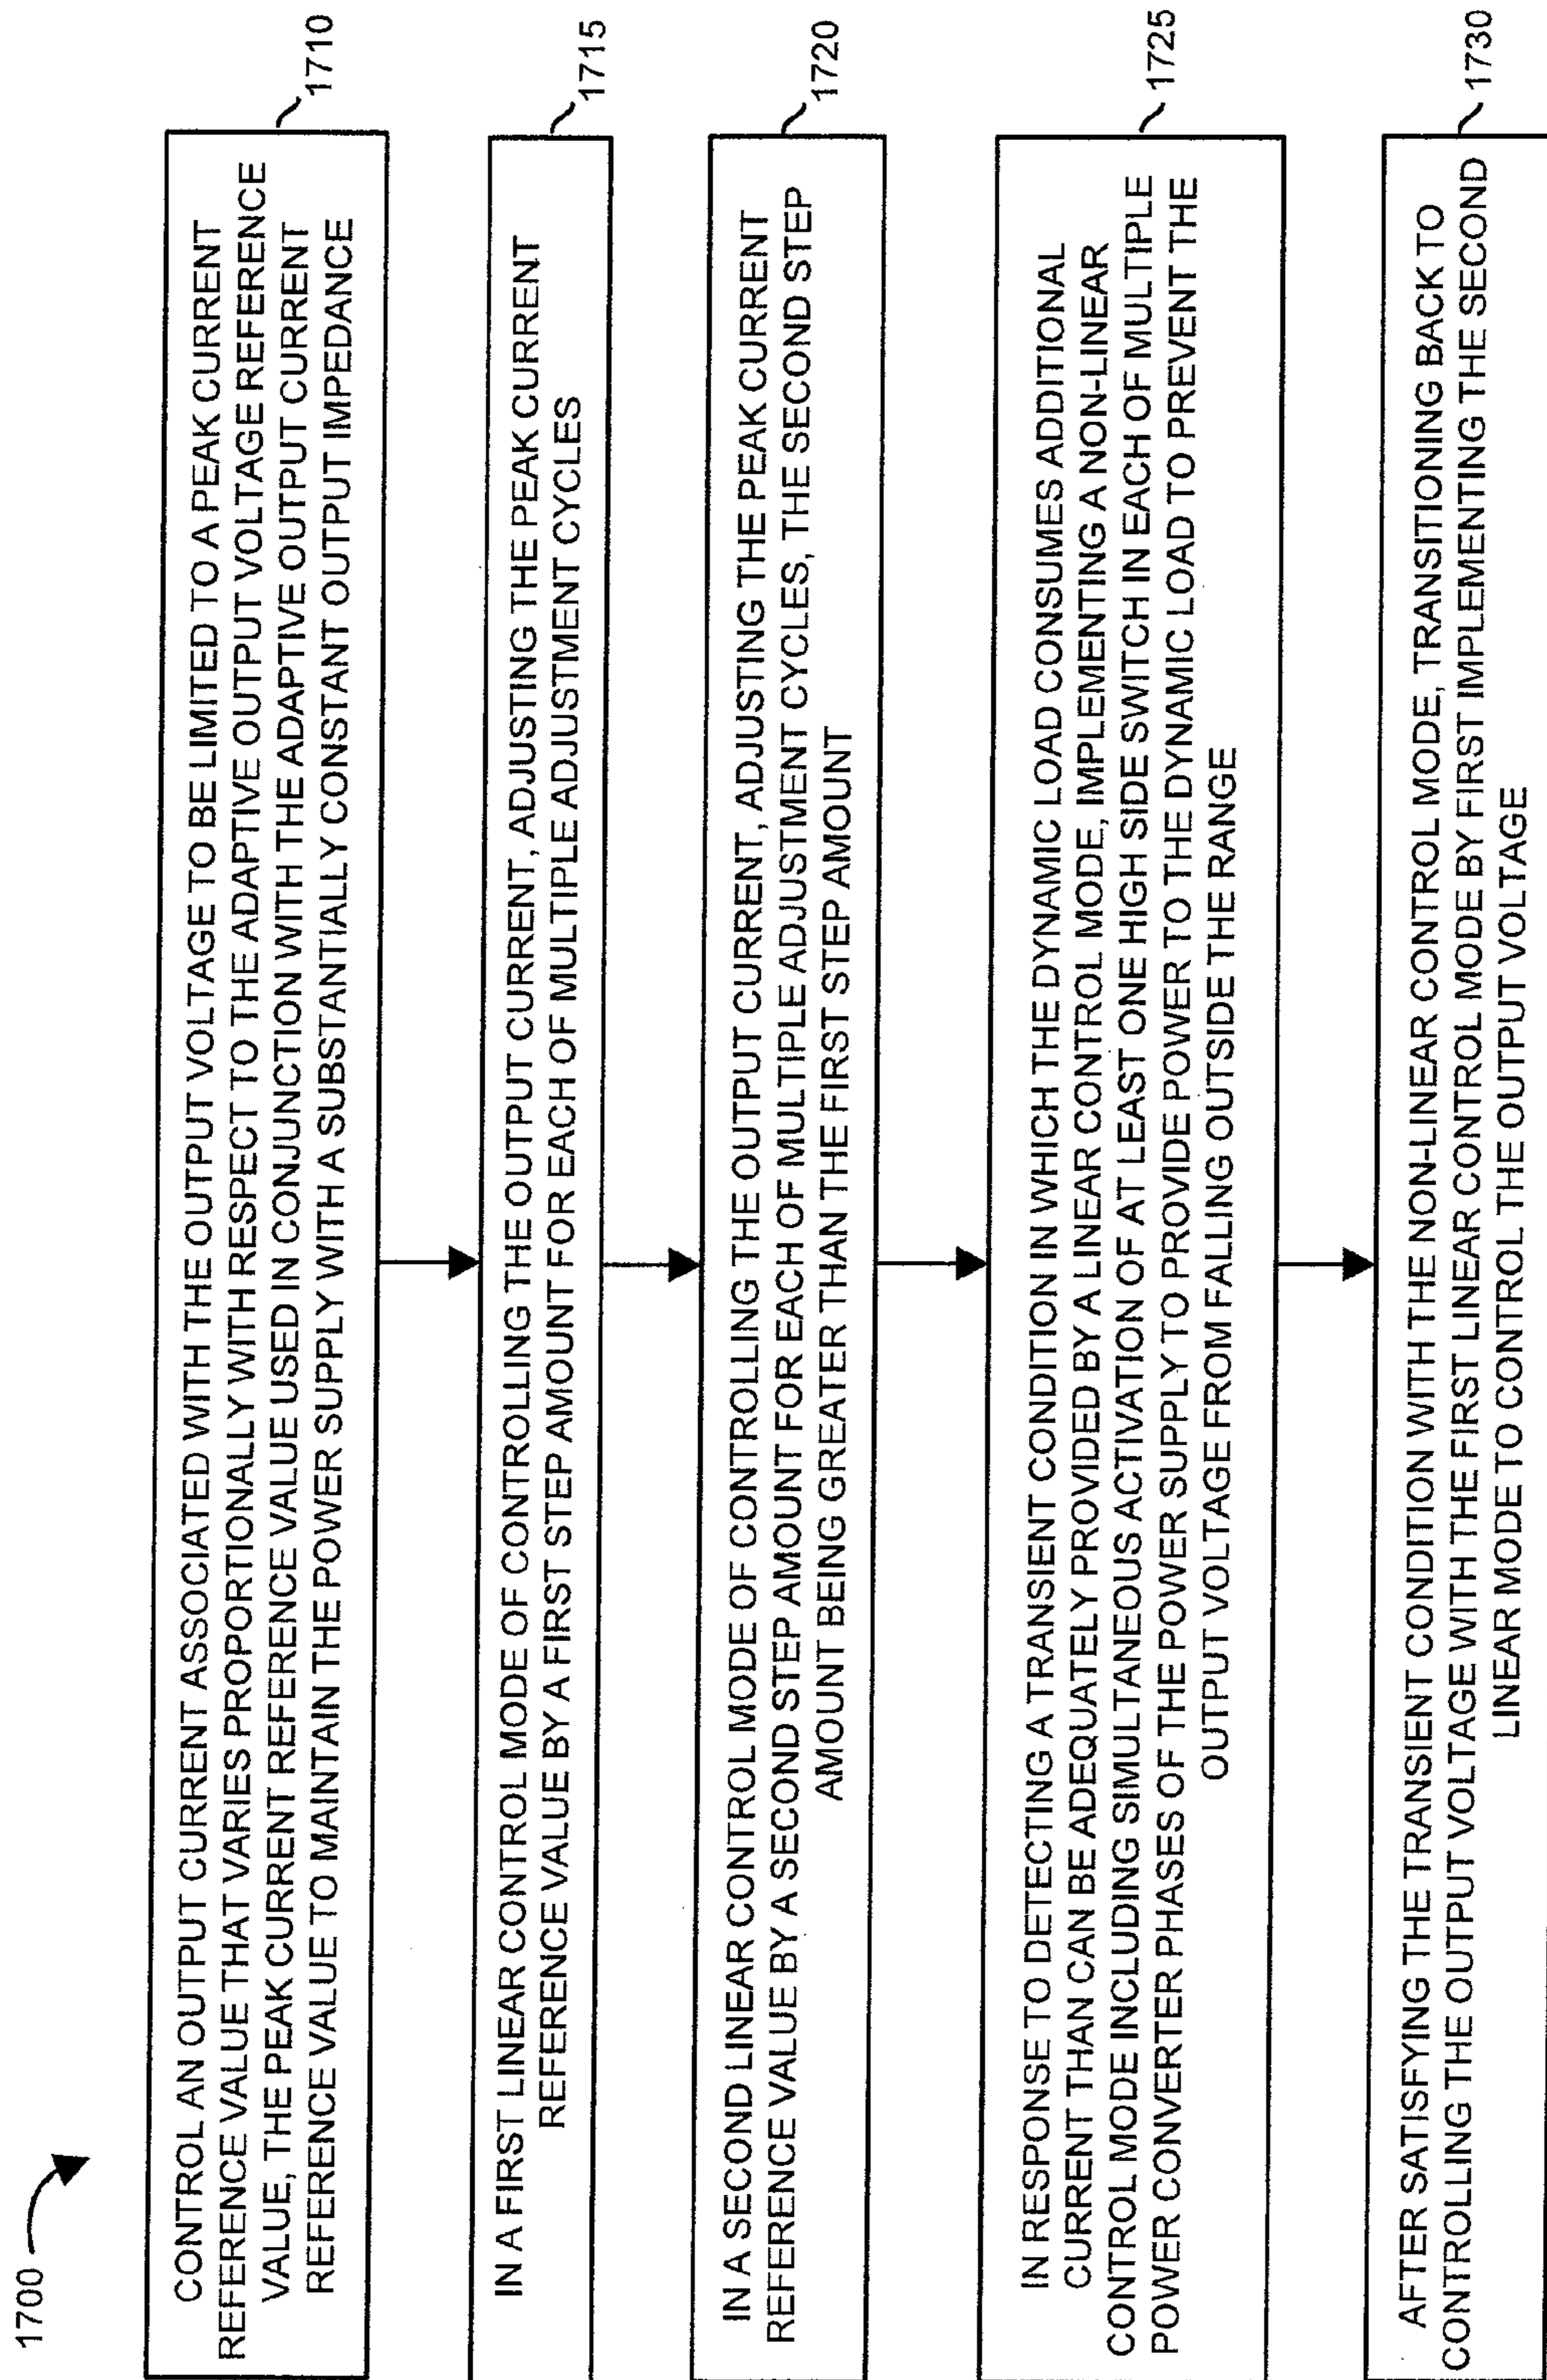 1700
CONTROL AN OUTPUT CURRENT ASSOCIATED WITH THE OUTPUT VOLTAGE TO BE LIMITED TO A PEAK CURRENT
REFERENCE VALUE THAT VARIES PROPORTIONALLY WITH RESPECT TO THE ADAPTIVE OUTPUT VOLTAGE REFERENCE
VALUE, THE PEAK CURRENT REFERENCE VALUE USED IN CONJUNCTION WITH THE ADAPTIVE OUTPUT CURRENT
REFERENCE VALUE TO MAINTAIN THE POWER SUPPLY WITH A SUBSTANTIALLY CONSTANT OUTPUT IMPEDANCE
1710
IN A FIRST LINEAR CONTROL MODE OF CONTROLLING THE OUTPUT CURRENT, ADJUSTING THE PEAK CURRENT
REFERENCE VALUE BY A FIRST STEP AMOUNT FOR EACH OF MULTIPLE ADJUSTMENT CYCLES
1715
IN A SECOND LINEAR CONTROL MODE OF CONTROLLING THE OUTPUT CURRENT, ADJUSTING THE PEAK CURRENT
REFERENCE VALUE BY A SECOND STEP AMOUNT FOR EACH OF MULTIPLE ADJUSTMENT CYCLES, THE SECOND STEP
AMOUNT BEING GREATER THAN THE FIRST STEP AMOUNT
1720
IN RESPONSE TO DETECTING A TRANSIENT CONDITION IN WHICH THE DYNAMIC LOAD CONSUMES ADDITIONAL
CURRENT THAN CAN BE ADEQUATELY PROVIDED BY A LINEAR CONTROL MODE, IMPLEMENTING A NON-LINEAR
CONTROL MODE INCLUDING SIMULTANEOUS ACTIVATION OF AT LEAST ONE HIGH SIDE SWITCH IN EACH OF MULTIPLE
POWER CONVERTER PHASES OF THE POWER SUPPLY TO PROVIDE POWER TO THE DYNAMIC LOAD TO PREVENT THE
OUTPUT VOLTAGE FROM FALLING OUTSIDE THE RANGE
1725
AFTER SATISFYING THE TRANSIENT CONDITION WITH THE NON-LINEAR CONTROL MODE, TRANSITIONING BACK TO
CONTROLLING THE OUTPUT VOLTAGE WITH THE FIRST LINEAR CONTROL MODE BY FIRST IMPLEMENTING THE SECOND
LINEAR MODE TO CONTROL THE OUTPUT VOLTAGE
1730